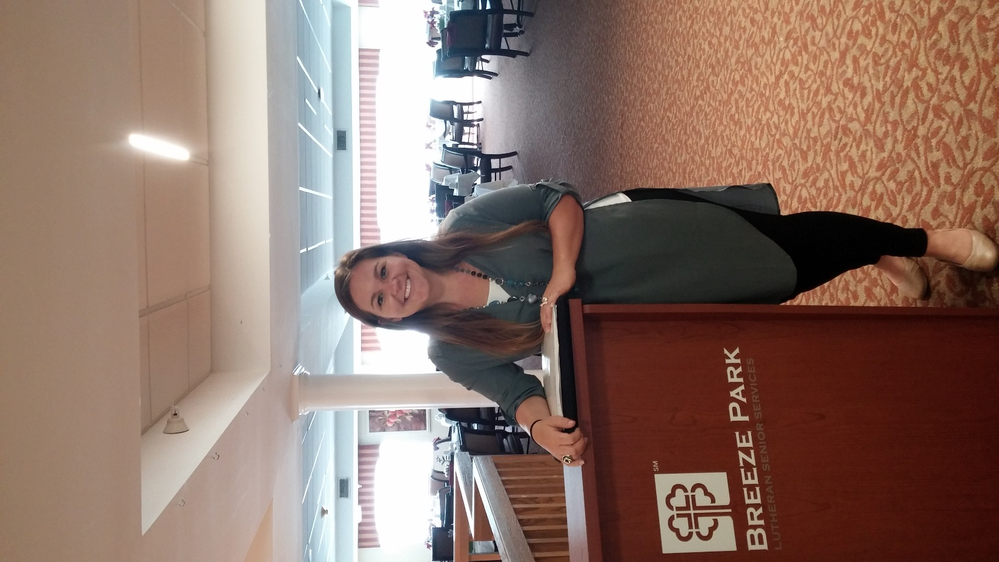 SM
BREEZE PARK
LUTHERAN SENIOR SERVICES